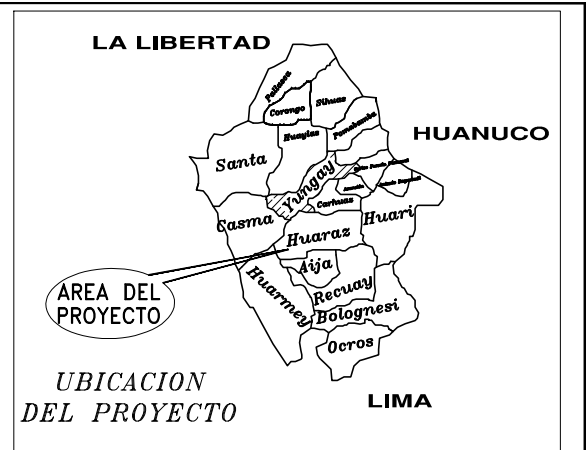 LA LIBERTAD
Pallasca
Corongo
Sihuas
Huaylas
Pomabamba
HUANUCO
Santa
Yungay
Carhuaz
Casma
Huari
Huaraz
Aija
Huarmey
Recuay
Bolognesi
Ocros
AREA DEL
PROYECTO
UBICACION
DEL PROYECTO
LIMA